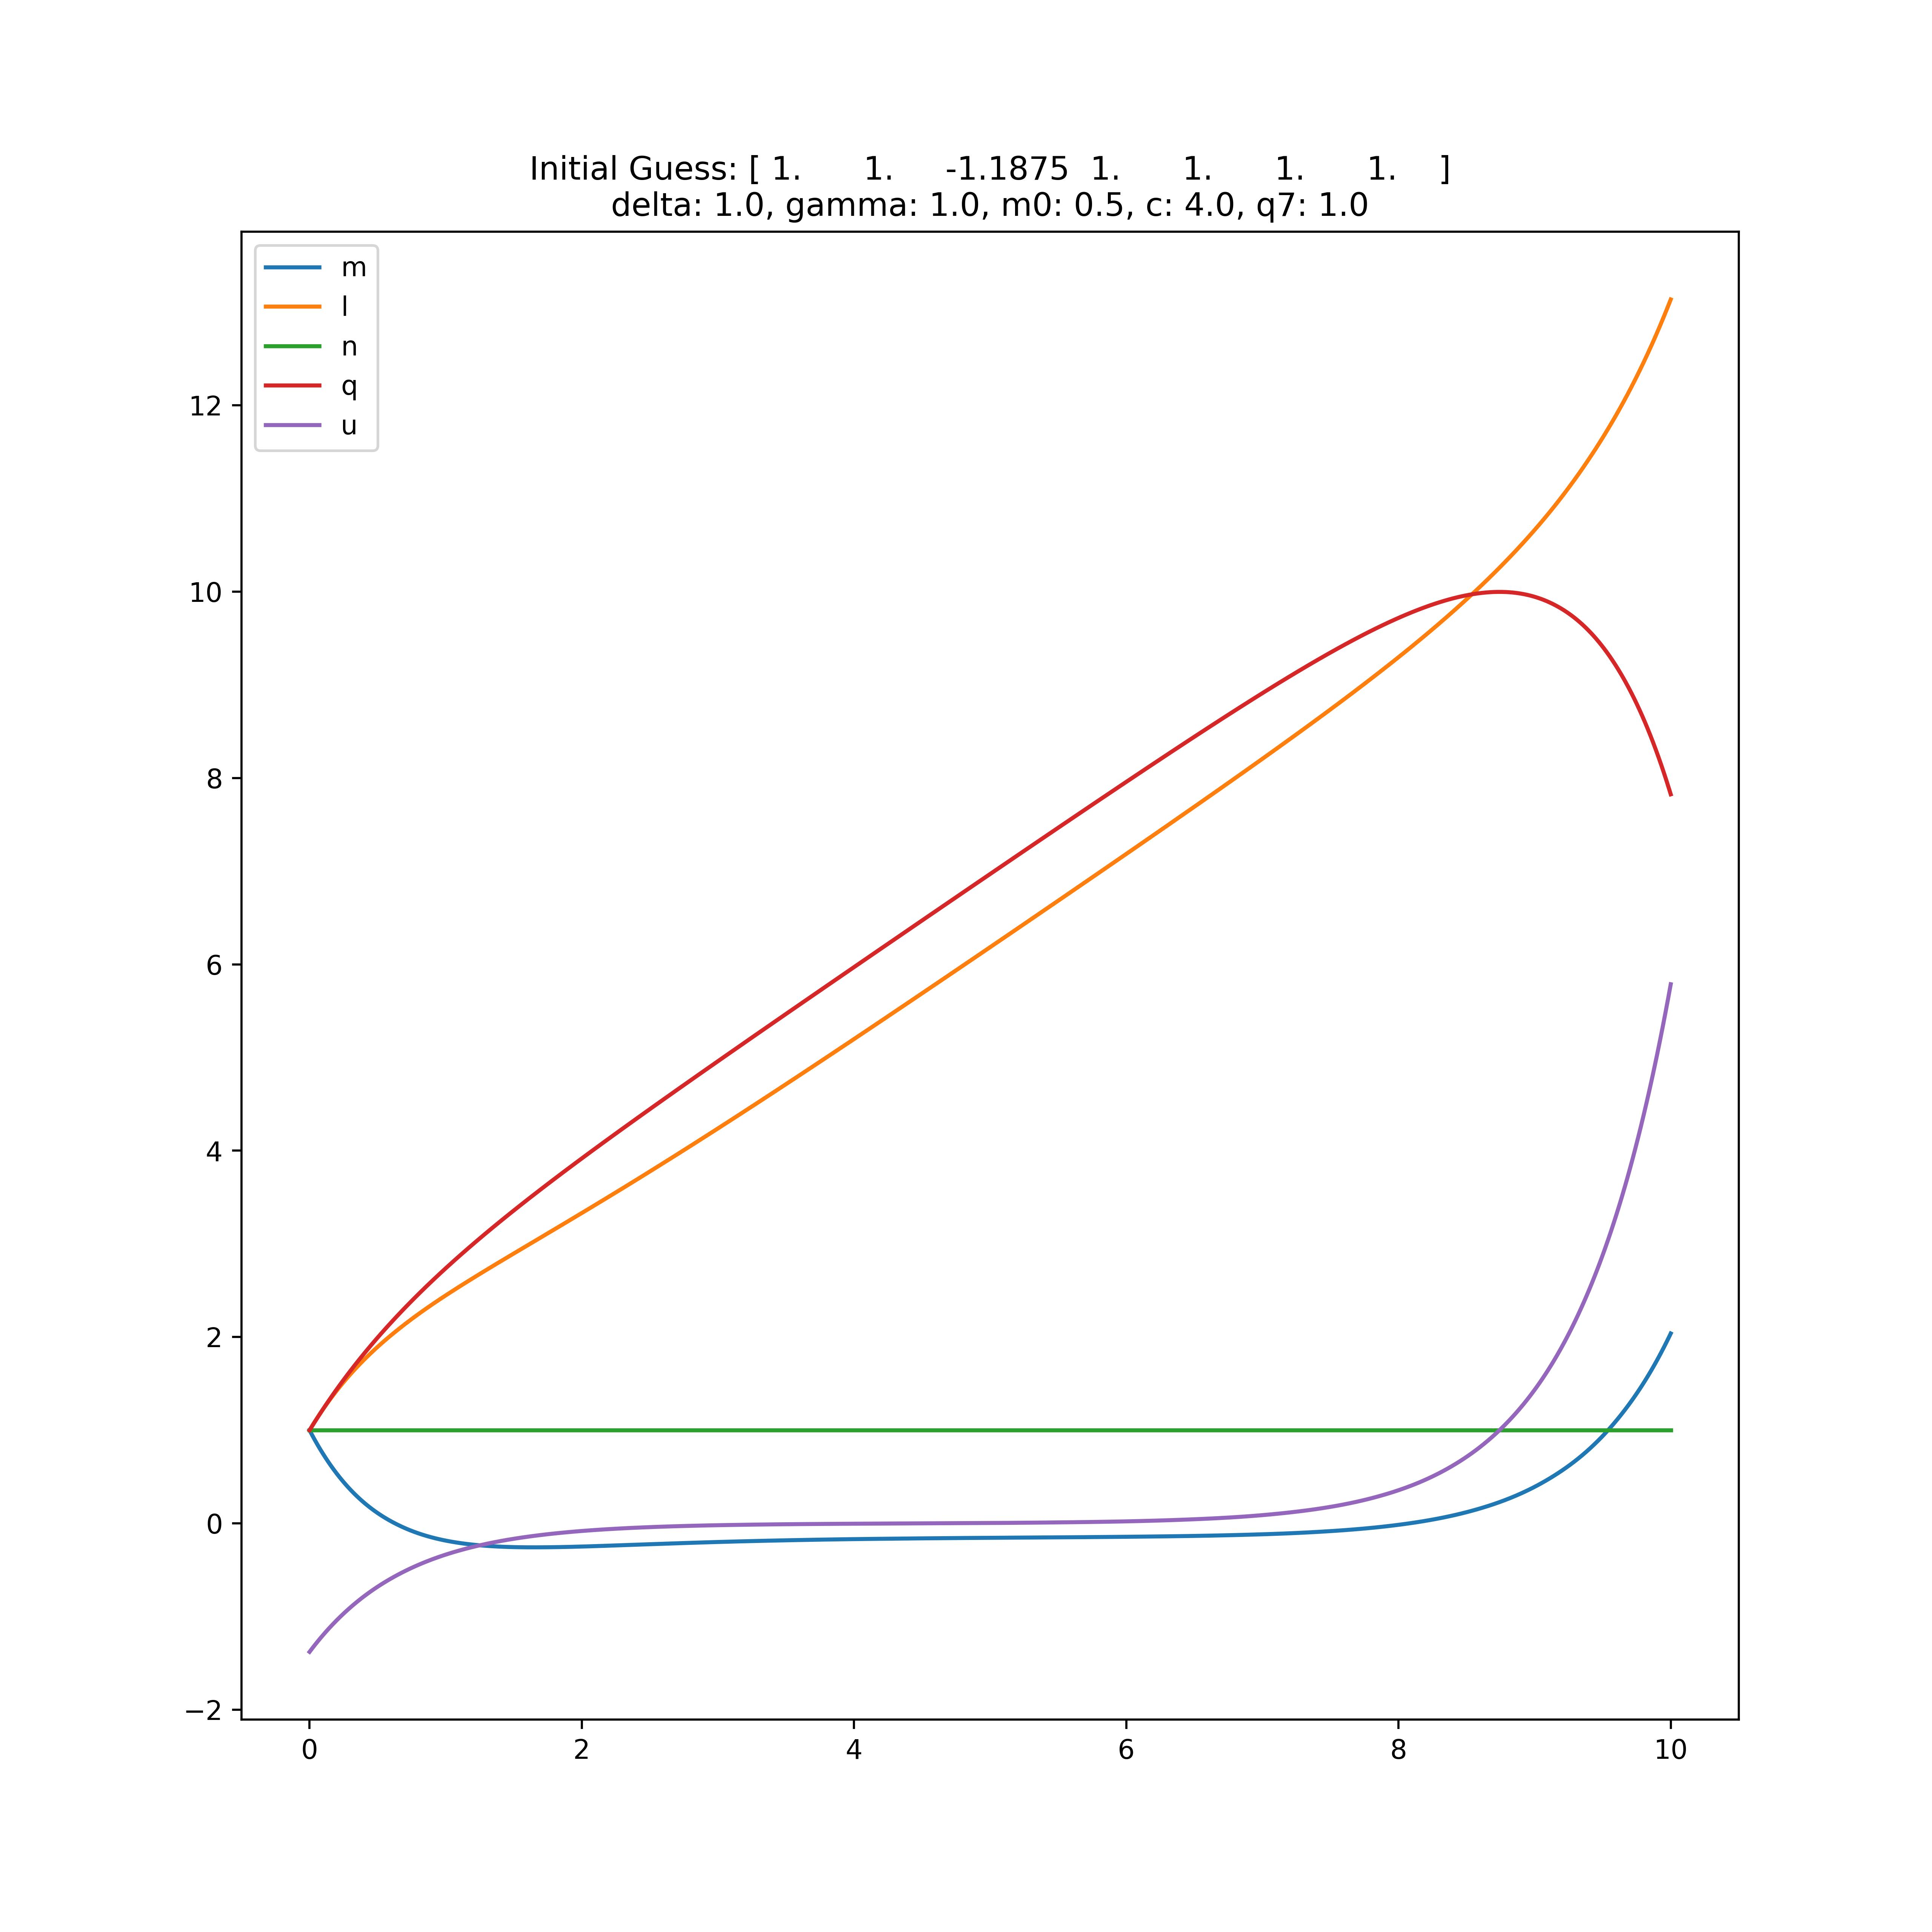 Initial Guess: [ 1. 1. -1.1875 1. 1. 1. 1. ]
delta: 1.0, gamma: 1.0, m0: 0.5, c: 4.0, q7: 1.0
m
l
n
q
u
12
10
8
6
4
2
0
−2
0 2 4 6 8 10